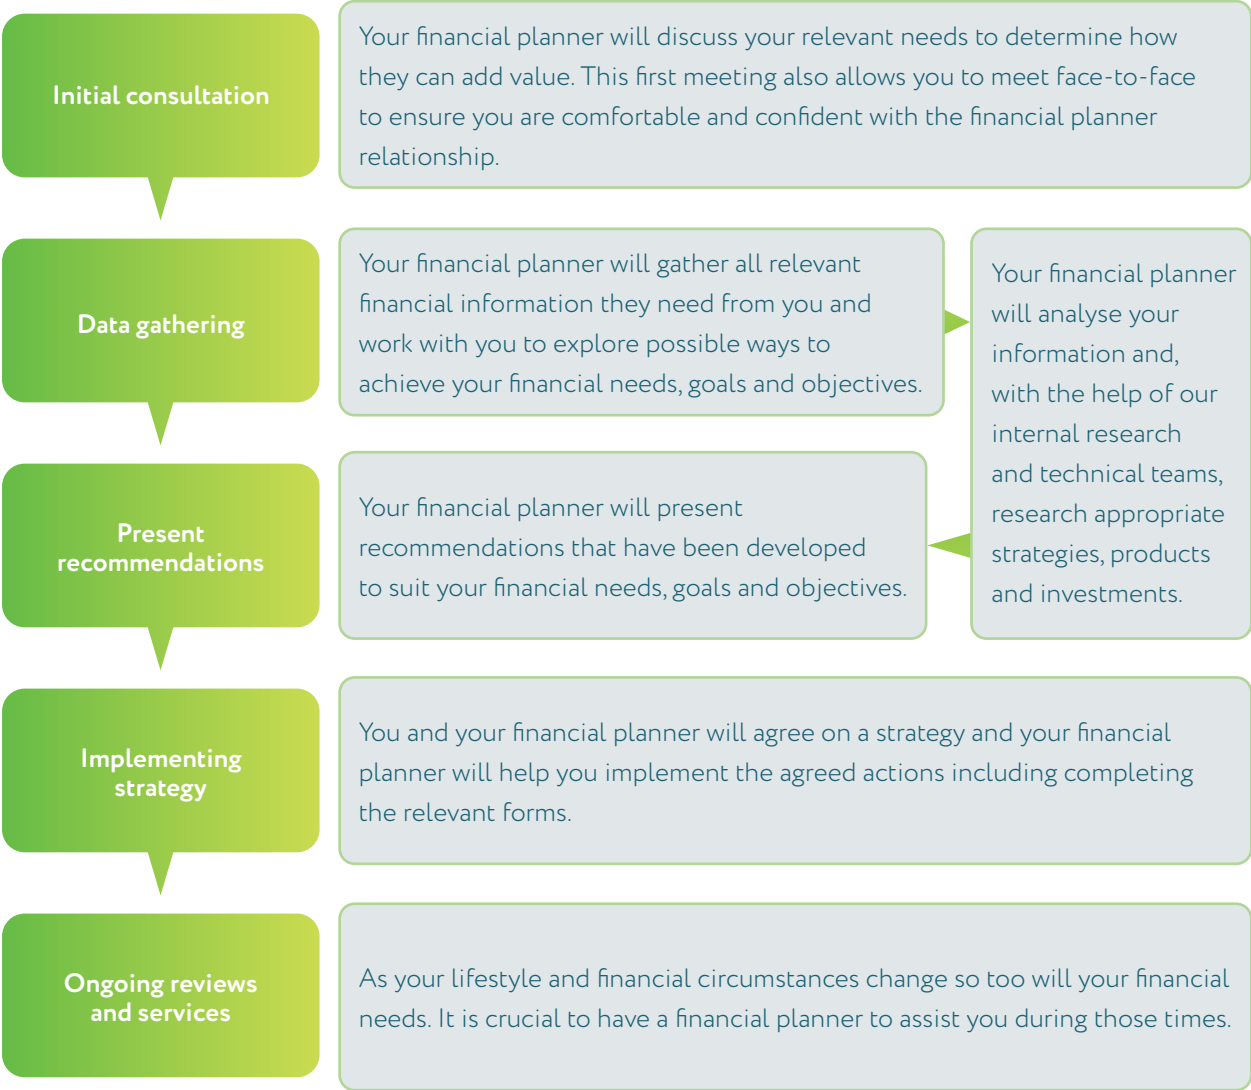 Initial consultation
Your financial planner will discuss your relevant needs to determine how
they can add value. This first meeting also allows you to meet face-to-face
to ensure you are comfortable and confident with the financial planner
relationship.
Data gathering
Your financial planner will gather all relevant
financial information they need from you and
work with you to explore possible ways to
achieve your financial needs, goals and objectives.
Your financial planner
will analyse your
information and,
with the help of our
internal research
and technical teams,
research appropriate
strategies, products
and investments.
Present
recommendations
Your financial planner will present
recommendations that have been developed
to suit your financial needs, goals and objectives.
Implementing
strategy
You and your financial planner will agree on a strategy and your financial
planner will help you implement the agreed actions including completing
the relevant forms.
Ongoing reviews
and services
As your lifestyle and financial circumstances change so too will your financial
needs. It is crucial to have a financial planner to assist you during those times.